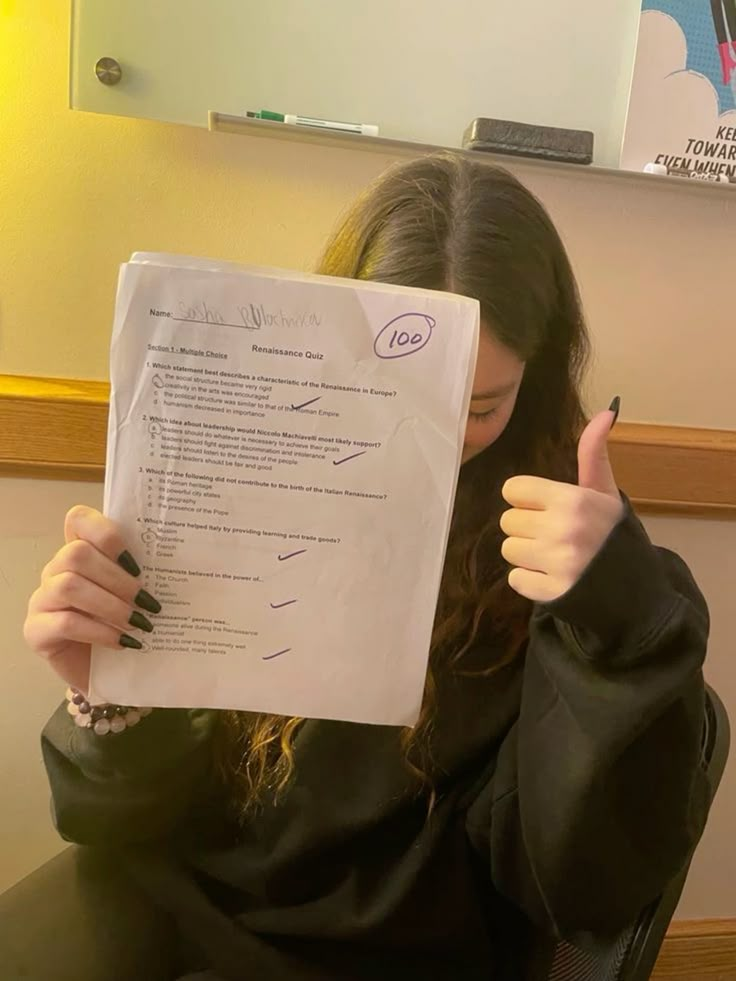 KEE
TOWAR
EVEN WHEN
Name: Sasha
100
Renaissance Quiz
Section 1 - Multiple Choice
1. Which statement best describes a characteristic of the Renaissance in Europe?
the social structure became very rigid
creativity in the arts was encouraged
c. the political structure was similar to that of the Roman Empire
d. humanism decreased in importance
2. Which idea about leadership would Niccolo Machiavelli most likely support?
a. leaders should do whatever is necessary to achieve their goals
b. leaders should fight against discrimination and intolerance
c. leaders should listen to the desires of the people
d. elected leaders should be fair and good
3. Which of the following did not contribute to the birth of the Italian Renaissance?
a. its Roman heritage
b. its powerful city states
c. its geography
d. the presence of the Pope
4. Which culture helped Italy by providing learning and trade goods?
a. Muslim
b. Byzantine
c. French
d. Greek
The Humanists believed in the power of...
a. The Church
Faith
Passion
ndividualism
"Renaissance" person was...
someone alive during the Renaissance
a Humanist
able to do one thing extremely well
Well-rounded, many talents